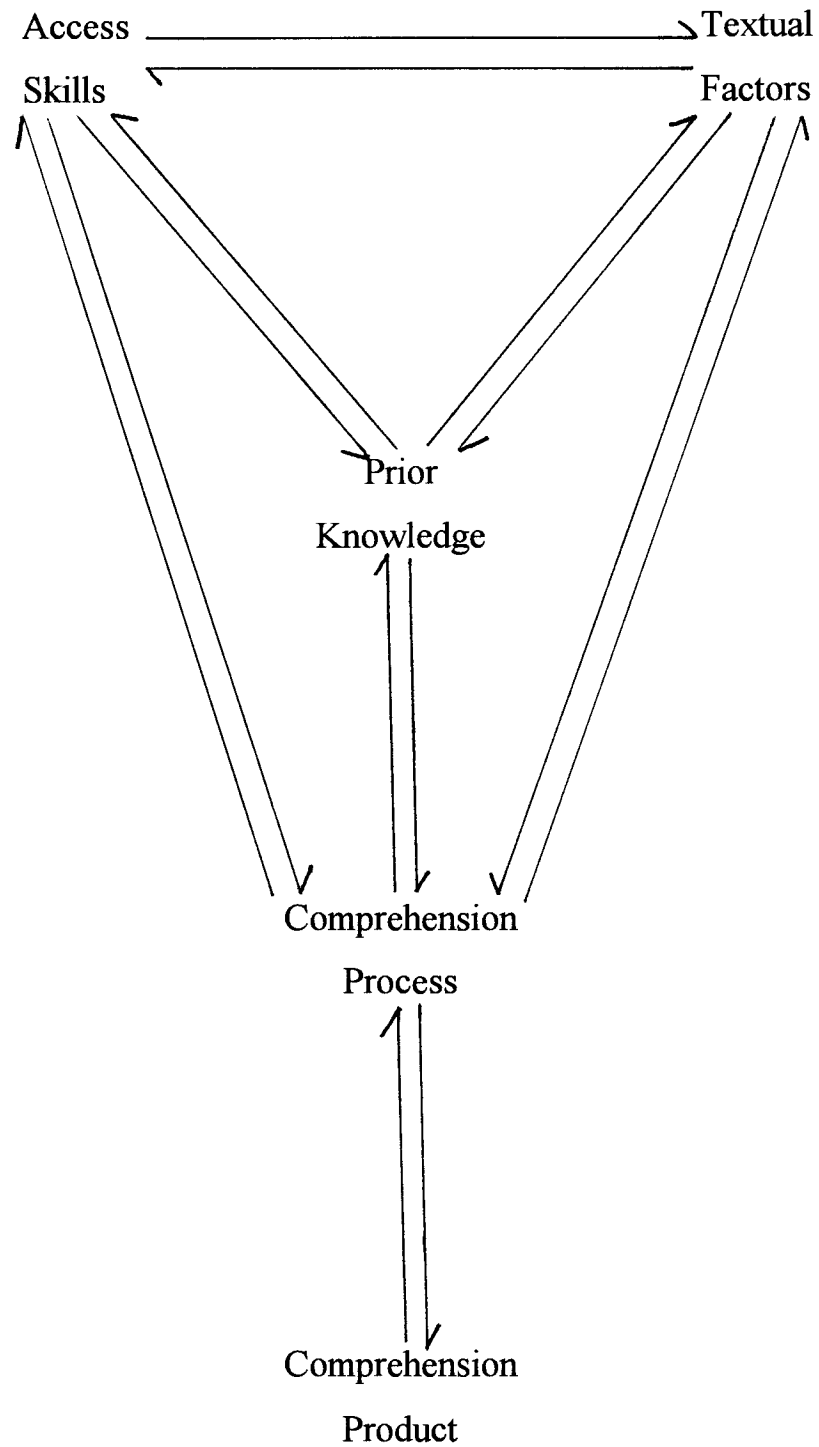 Access
Skills
Textual
Factors
Prior
Knowledge
Comprehension
Process
Comprehension
Product